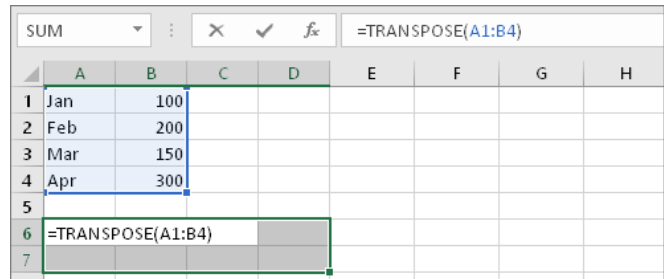 SUM fx =TRANSPOSE(A1:B4)
A B C D E F G H
1 Jan 100
2 Feb 200
3 Mar 150
4 Apr 300
5
6 =TRANSPOSE(A1:B4)
7